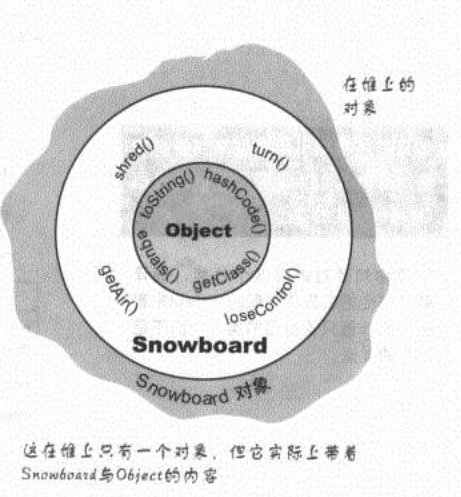 在堆上的
对象
shred()
turn()
toString()
hashCode()
Object
equals()
getClass()
getAir()
loseControl()
Snowboard
Snowboard 对象
这在堆上只有一个对象，但它实际上带着
Snowboard与Object的内容